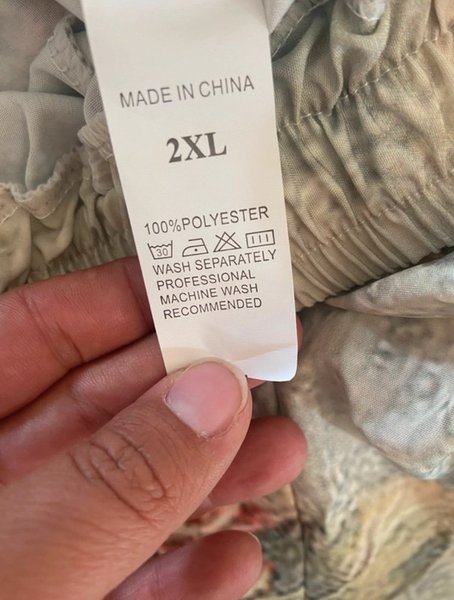 MADE IN CHINA
2XL
100%POLYESTER
30
WASH SEPARATELY
PROFESSIONAL
MACHINE WASH
RECOMMENDED